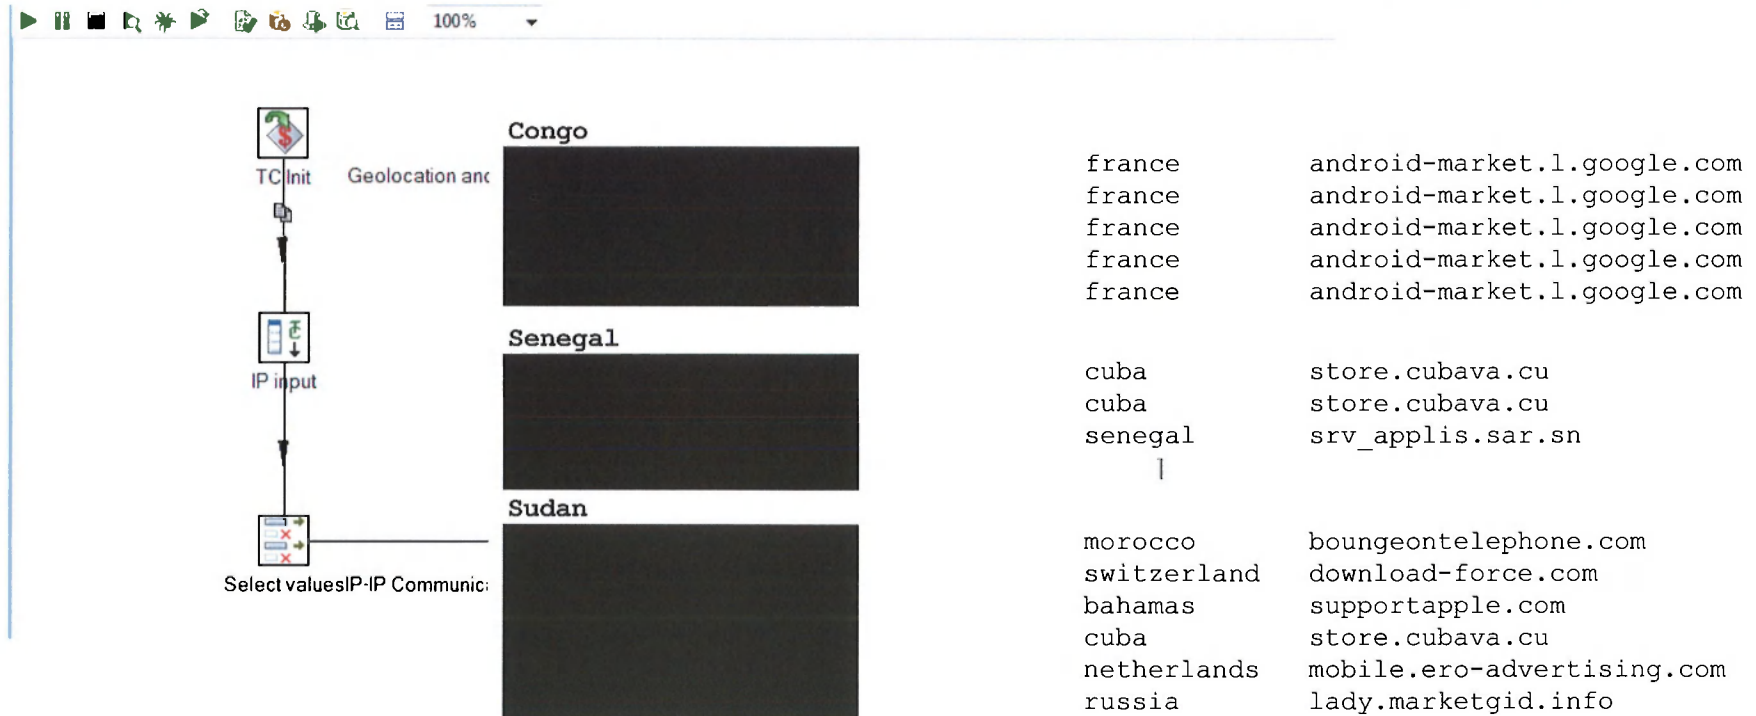 100%
TC Init
Geolocation and
IP input
Select values IP-IP Communic
Congo
france android-market.l.google.com
france android-market.l.google.com
france android-market.l.google.com
france android-market.l.google.com
france android-market.l.google.com
Senegal
cuba store.cubava.cu
cuba store.cubava.cu
senegal srv_applis.sar.sn
Sudan
morocco boungeontelephone.com
switzerland download-force.com
bahamas supportapple.com
cuba store.cubava.cu
netherlands mobile.ero-advertising.com
russia lady.marketgid.info